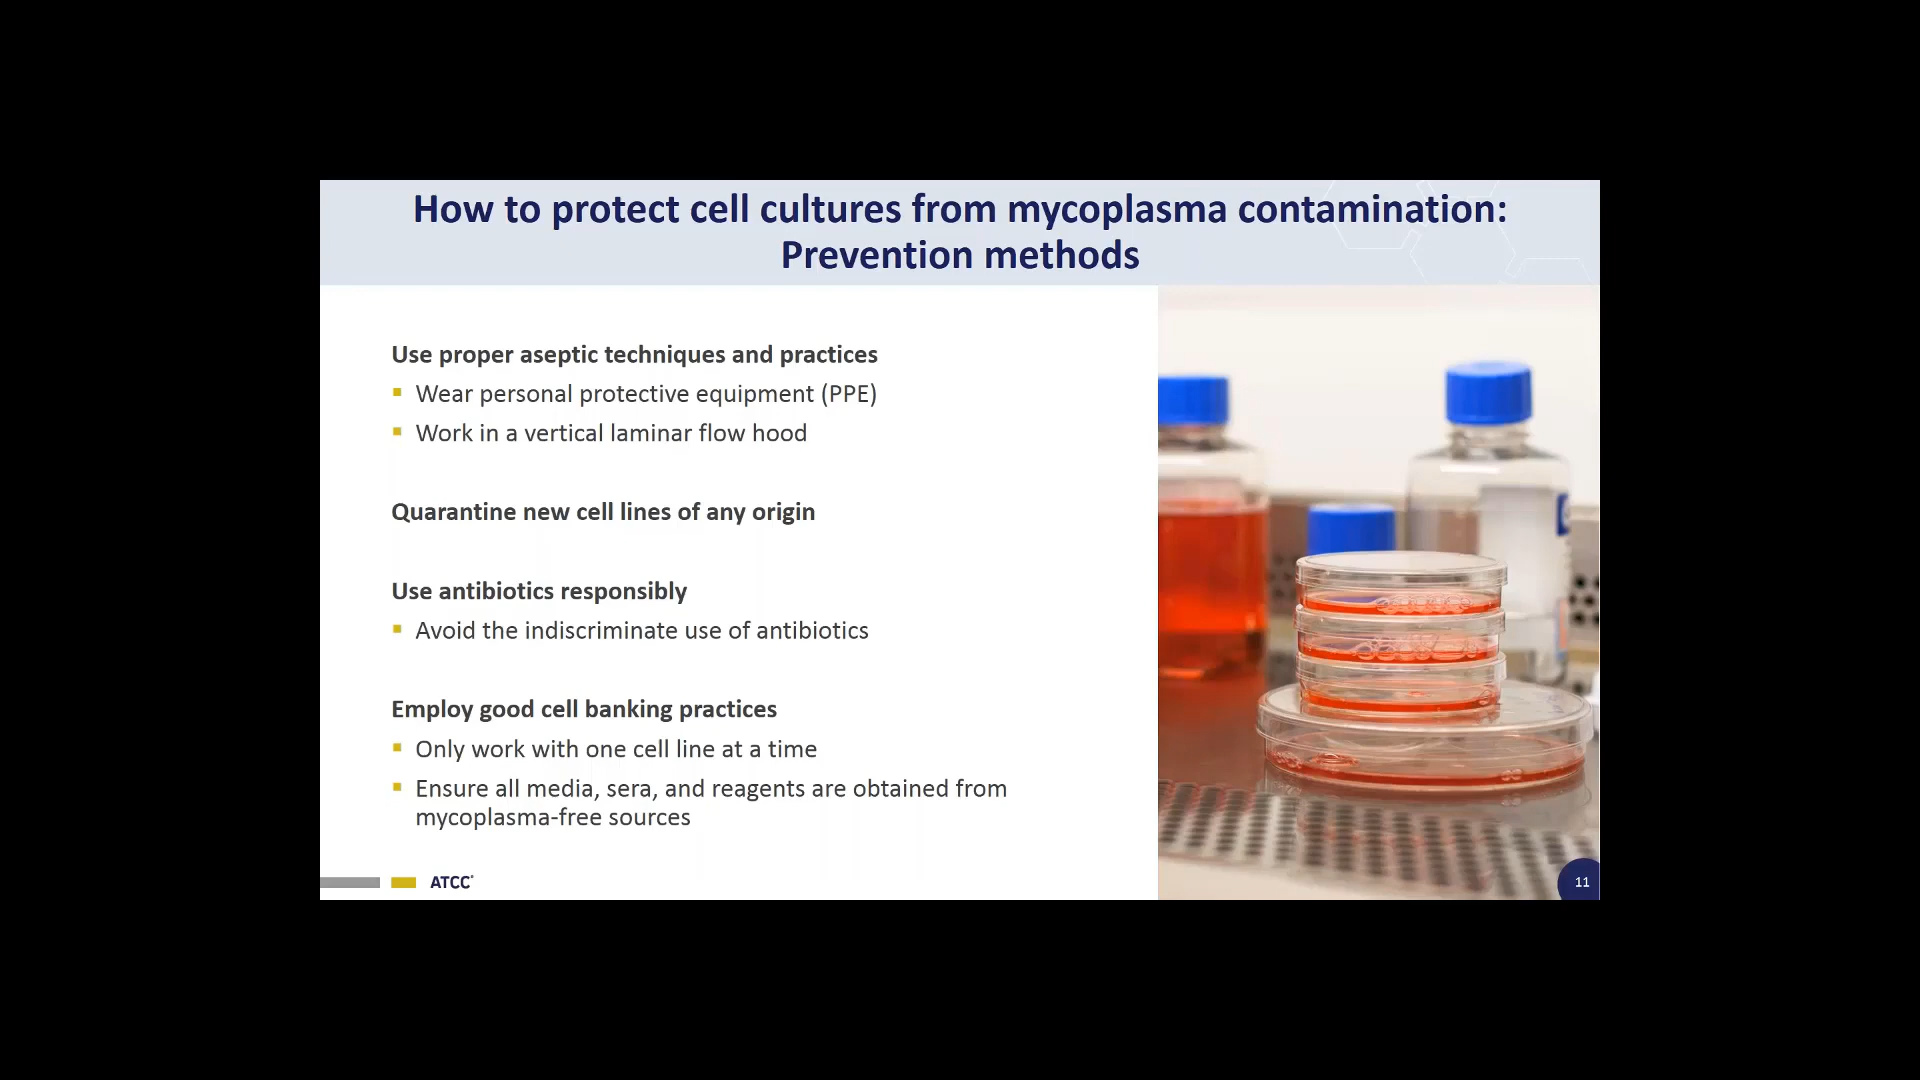 How to protect cell cultures from mycoplasma contamination:
Prevention methods
Use proper aseptic techniques and practices
Wear personal protective equipment (PPE)
Work in a vertical laminar flow hood
Quarantine new cell lines of any origin
Use antibiotics responsibly
Avoid the indiscriminate use of antibiotics
Employ good cell banking practices
Only work with one cell line at a time
Ensure all media, sera, and reagents are obtained from
mycoplasma-free sources
ATCC®
11